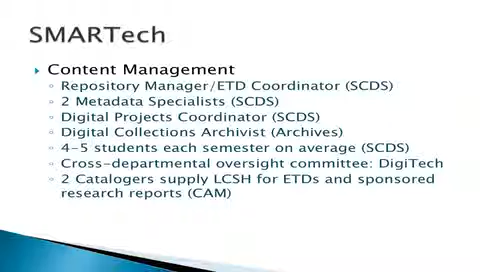 SMARTech
Content Management
Repository Manager/ETD Coordinator (SCDS)
2 Metadata Specialists (SCDS)
Digital Projects Coordinator (SCDS)
Digital Collections Archivist (Archives)
4-5 students each semester on average (SCDS)
Cross-departmental oversight committee: DigiTech
2 Catalogers supply LCSH for ETDs and sponsored
research reports (CAM)